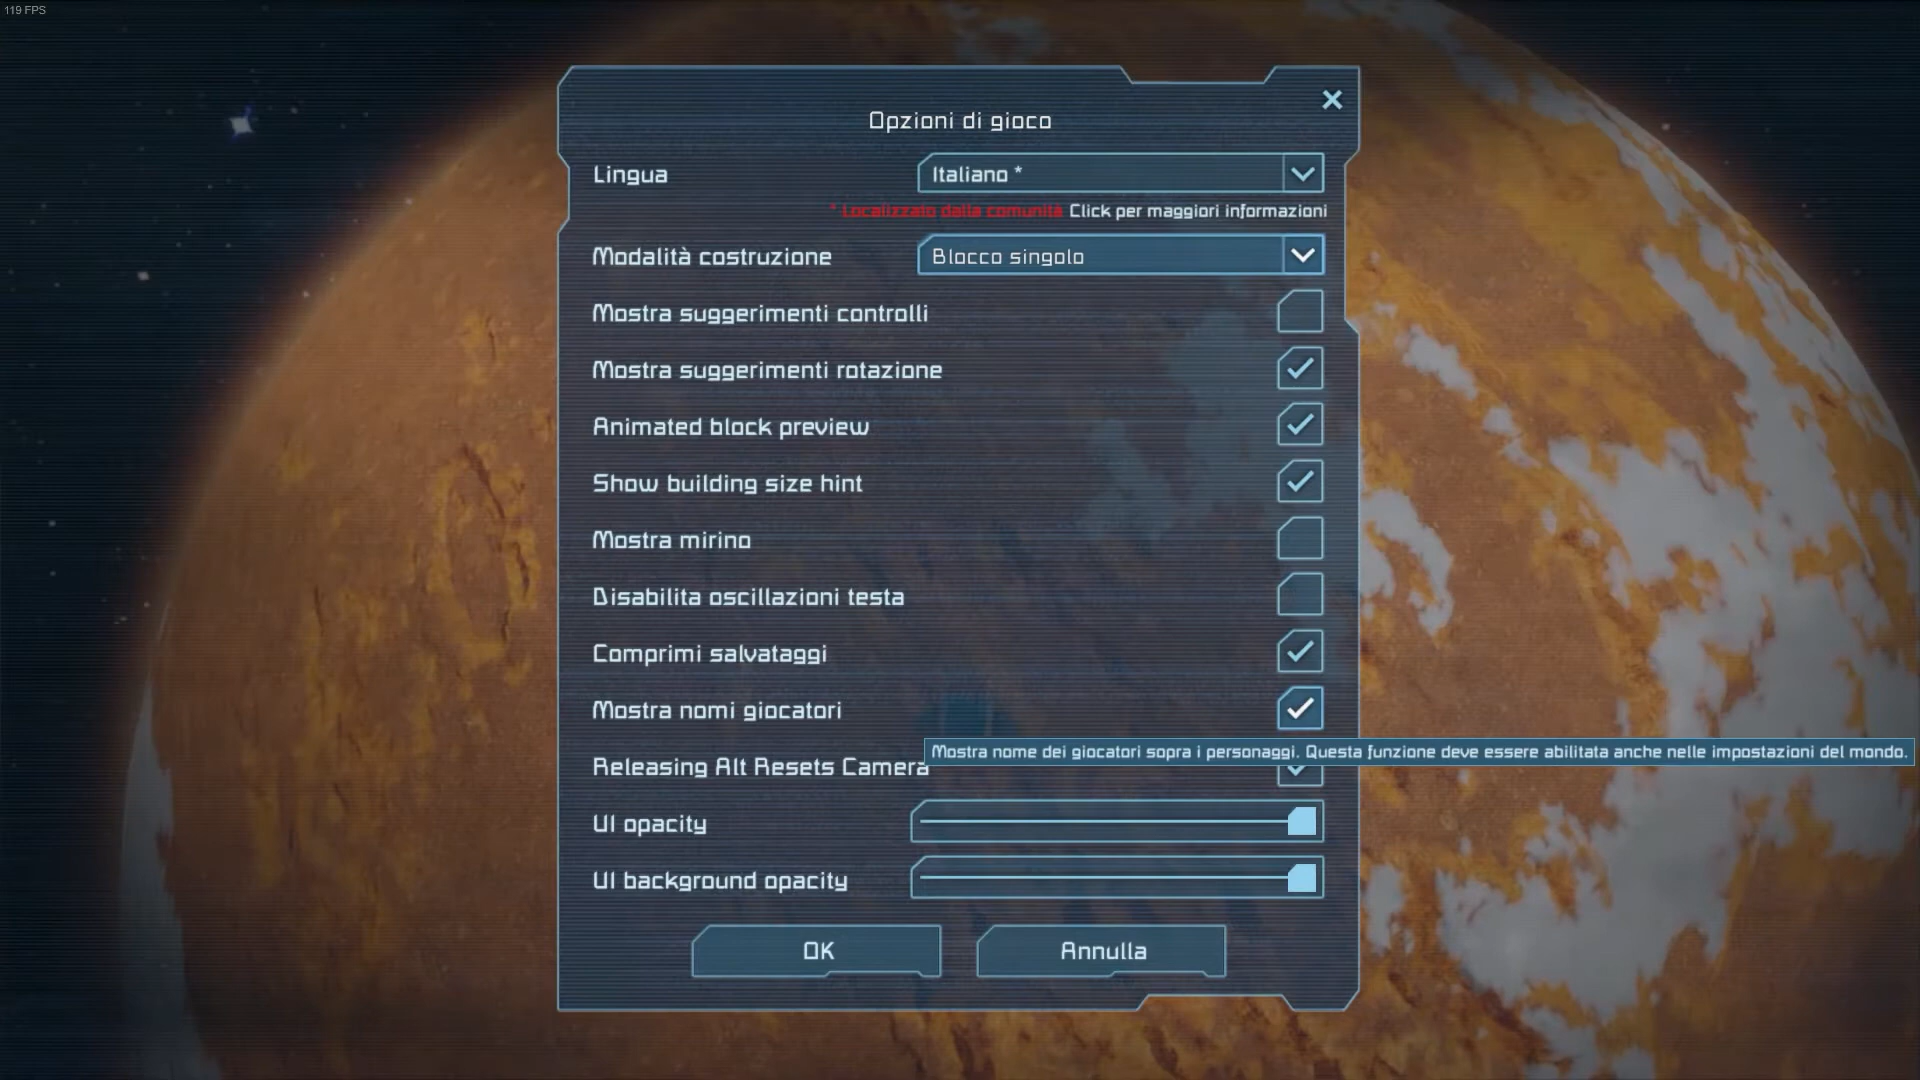 119 FPS
Opzioni di gioco
Lingua
Italiano *
* Localizzato dalla comunità Click per maggiori informazioni
Modalità costruzione
Blocco singolo
Mostra suggerimenti controlli
Mostra suggerimenti rotazione
Animated block preview
Show building size hint
Mostra mirino
Disabilita oscillazioni testa
Comprimi salvataggi
Mostra nomi giocatori
Mostra nome dei giocatori sopra i personaggi. Questa funzione deve essere abilitata anche nelle impostazioni del mondo.
Releasing Alt Resets Camera
UI opacity
UI background opacity
OK
Annulla